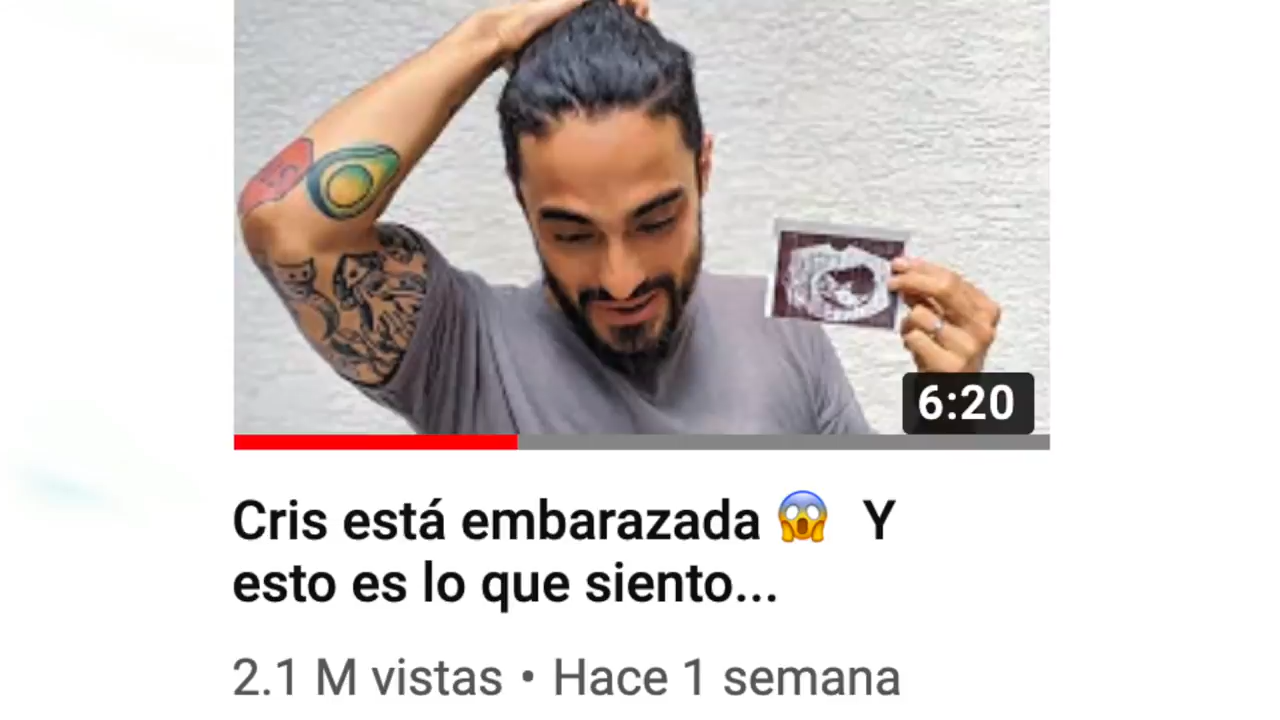 6:20
Cris está embarazada 😱 Y
esto es lo que siento...
2.1 M vistas • Hace 1 semana